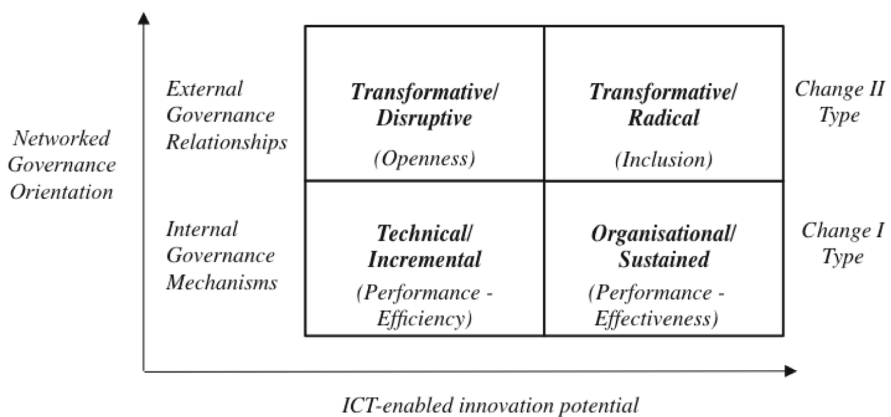 Networked
Governance
Orientation
External
Governance
Relationships
Transformative/
Disruptive
(Openness)
Transformative/
Radical
(Inclusion)
Change II
Type
Internal
Governance
Mechanisms
Technical/
Incremental
(Performance -
Efficiency)
Organisational/
Sustained
(Performance -
Effectiveness)
Change I
Type
ICT-enabled innovation potential